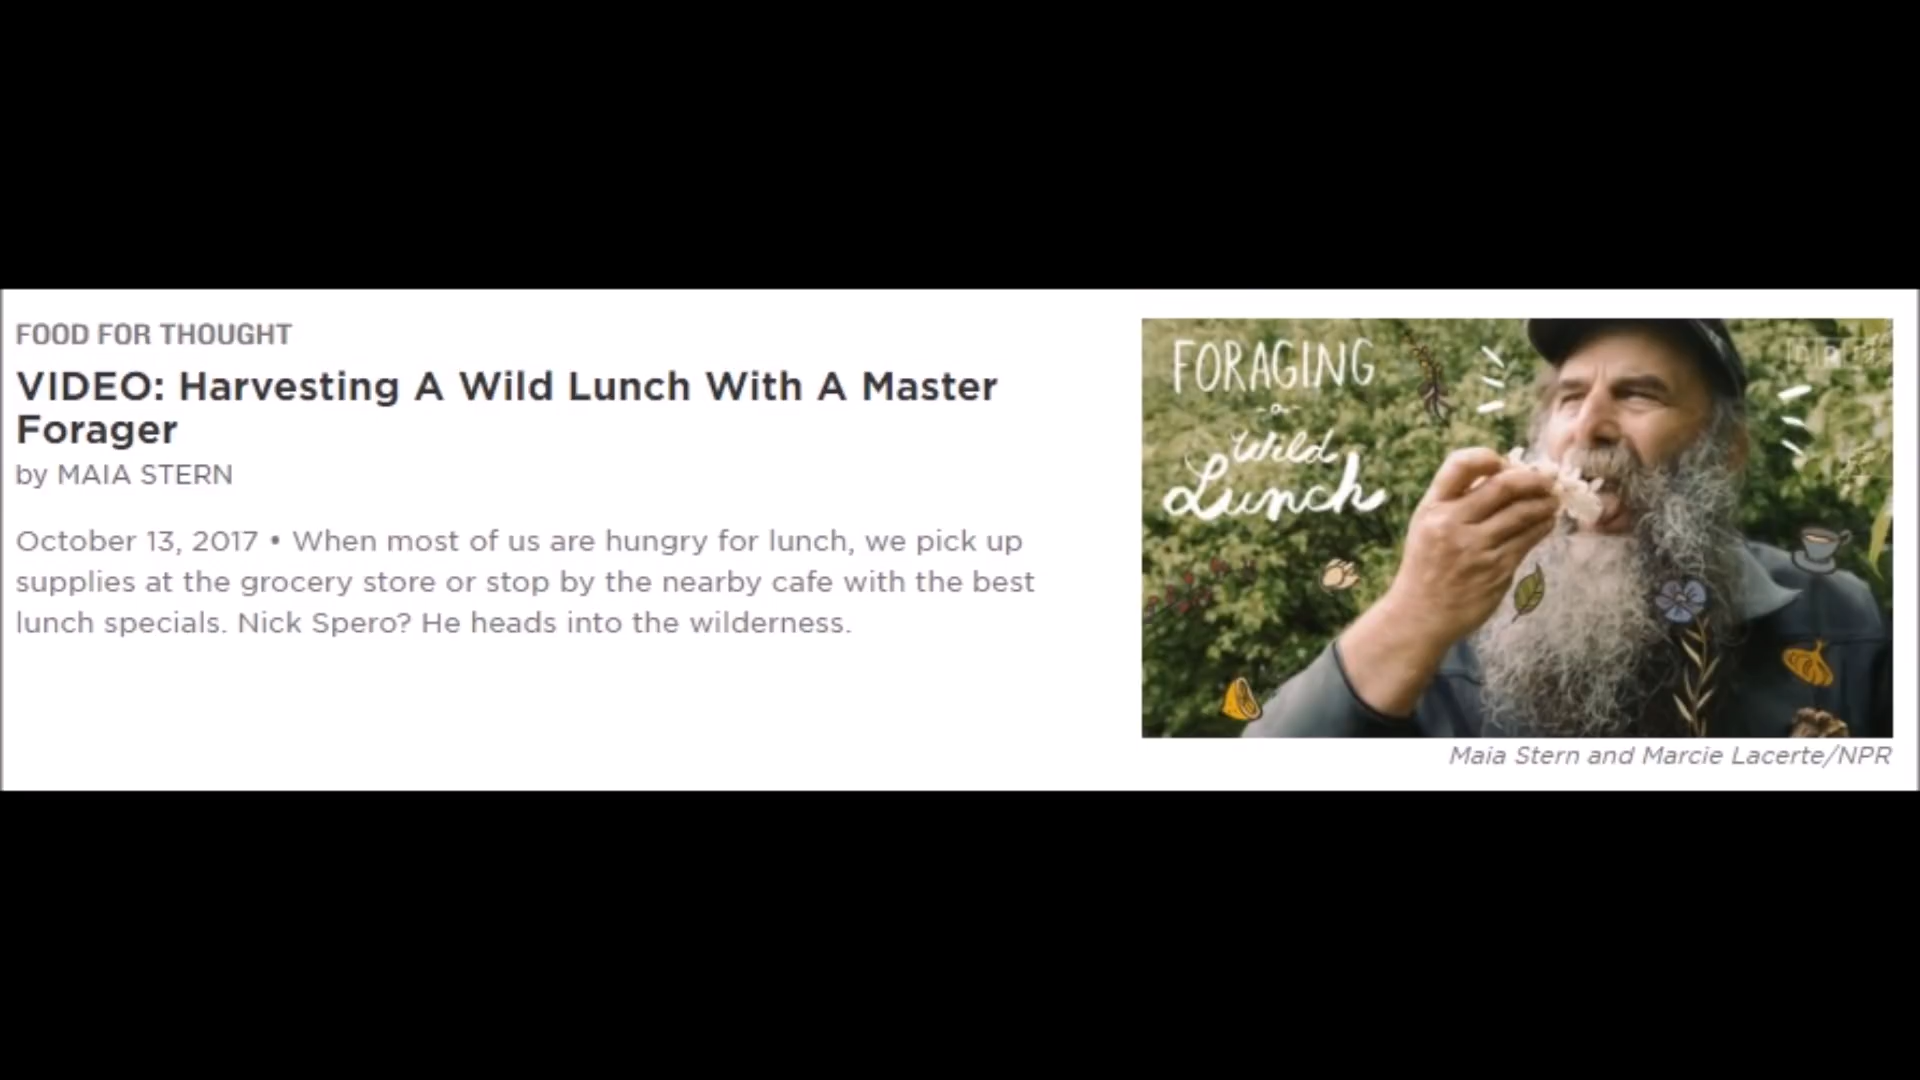 FOOD FOR THOUGHT
VIDEO: Harvesting A Wild Lunch With A Master
Forager
by MAIA STERN
October 13, 2017 • When most of us are hungry for lunch, we pick up
supplies at the grocery store or stop by the nearby cafe with the best
lunch specials. Nick Spero? He heads into the wilderness.
FORAGING
a
Wild
Lunch
npr
Maia Stern and Marcie Lacerte/NPR